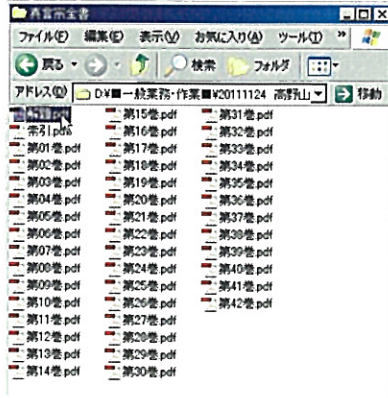 真言宗全書
ファイル(F) 編集(E) 表示(V) お気に入り(A) ツール(T) »
戻る 検索 フォルダ
アドレス(D) D:¥■一般業務・作業■¥20111124 高野山 移動
索引.pdf
第01巻.pdf
第02巻.pdf
第03巻.pdf
第04巻.pdf
第05巻.pdf
第06巻.pdf
第07巻.pdf
第08巻.pdf
第09巻.pdf
第10巻.pdf
第11巻.pdf
第12巻.pdf
第13巻.pdf
第14巻.pdf
第15巻.pdf
第16巻.pdf
第17巻.pdf
第18巻.pdf
第19巻.pdf
第20巻.pdf
第21巻.pdf
第22巻.pdf
第23巻.pdf
第24巻.pdf
第25巻.pdf
第26巻.pdf
第27巻.pdf
第28巻.pdf
第29巻.pdf
第30巻.pdf
第31巻.pdf
第32巻.pdf
第33巻.pdf
第34巻.pdf
第35巻.pdf
第36巻.pdf
第37巻.pdf
第38巻.pdf
第39巻.pdf
第40巻.pdf
第41巻.pdf
第42巻.pdf